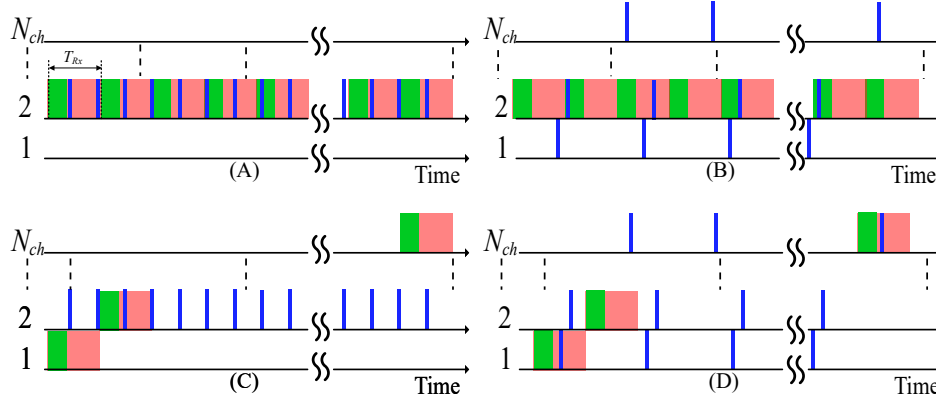 N_ch
T_Rx
2
1
(A)
Time
N_ch
2
1
(B)
Time
N_ch
2
1
(C)
Time
N_ch
2
1
(D)
Time